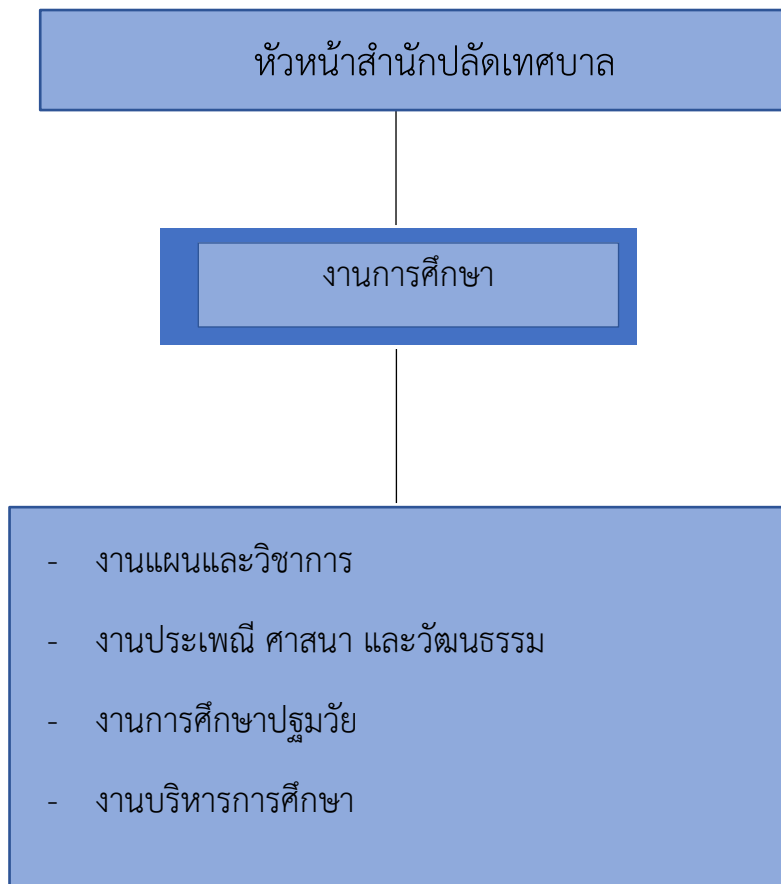 หัวหน้าสำนักปลัดเทศบาล
งานการศึกษา
- งานแผนและวิชาการ
- งานประเพณี ศาสนา และวัฒนธรรม
- งานการศึกษาปฐมวัย
- งานบริหารการศึกษา